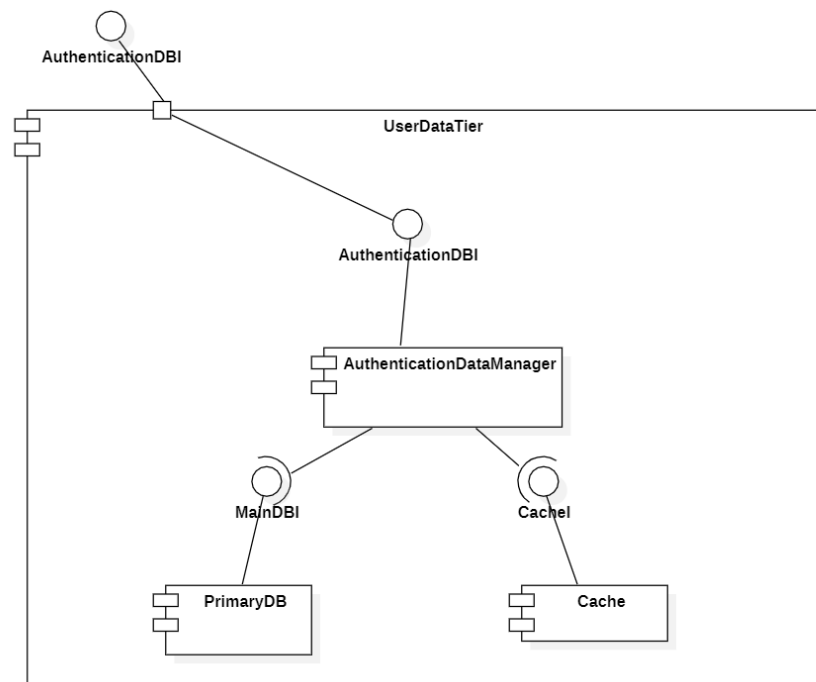 AuthenticationDBI
UserDataTier
AuthenticationDBI
AuthenticationDataManager
MainDBI
CacheI
PrimaryDB
Cache